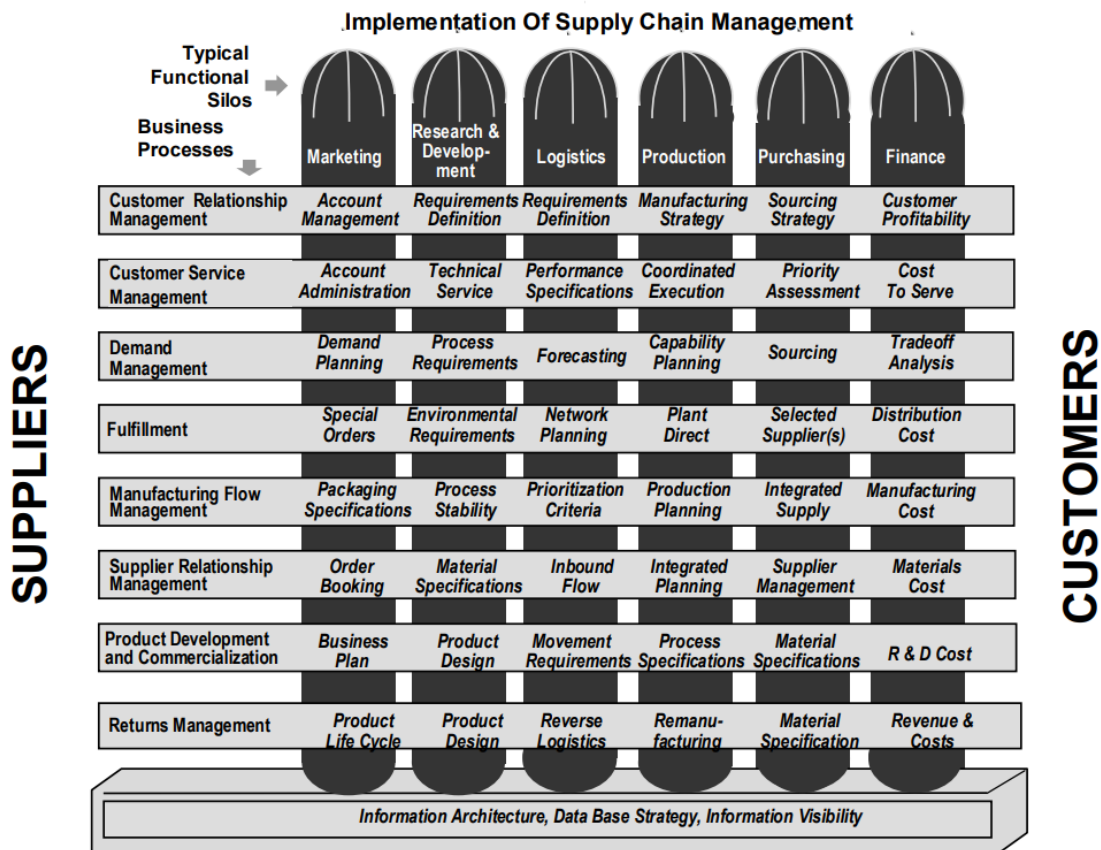 Implementation Of Supply Chain Management
Typical
Functional
Silos
Business
Processes
Marketing
Research &
Develop-
ment
Logistics
Production
Purchasing
Finance
Customer Relationship
Management
Account
Management
Requirements
Definition
Requirements
Definition
Manufacturing
Strategy
Sourcing
Strategy
Customer
Profitability
Customer Service
Management
Account
Administration
Technical
Service
Performance
Specifications
Coordinated
Execution
Priority
Assessment
Cost
To Serve
Demand
Management
Demand
Planning
Process
Requirements
Forecasting
Capability
Planning
Sourcing
Tradeoff
Analysis
Fulfillment
Special
Orders
Environmental
Requirements
Network
Planning
Plant
Direct
Selected
Supplier(s)
Distribution
Cost
Manufacturing Flow
Management
Packaging
Specifications
Process
Stability
Prioritization
Criteria
Production
Planning
Integrated
Supply
Manufacturing
Cost
Supplier Relationship
Management
Order
Booking
Material
Specifications
Inbound
Flow
Integrated
Planning
Supplier
Management
Materials
Cost
Product Development
and Commercialization
Business
Plan
Product
Design
Movement
Requirements
Process
Specifications
Material
Specifications
R & D Cost
Returns Management
Product
Life Cycle
Product
Design
Reverse
Logistics
Remanu-
facturing
Material
Specification
Revenue &
Costs
Information Architecture, Data Base Strategy, Information Visibility
SUPPLIERS
CUSTOMERS